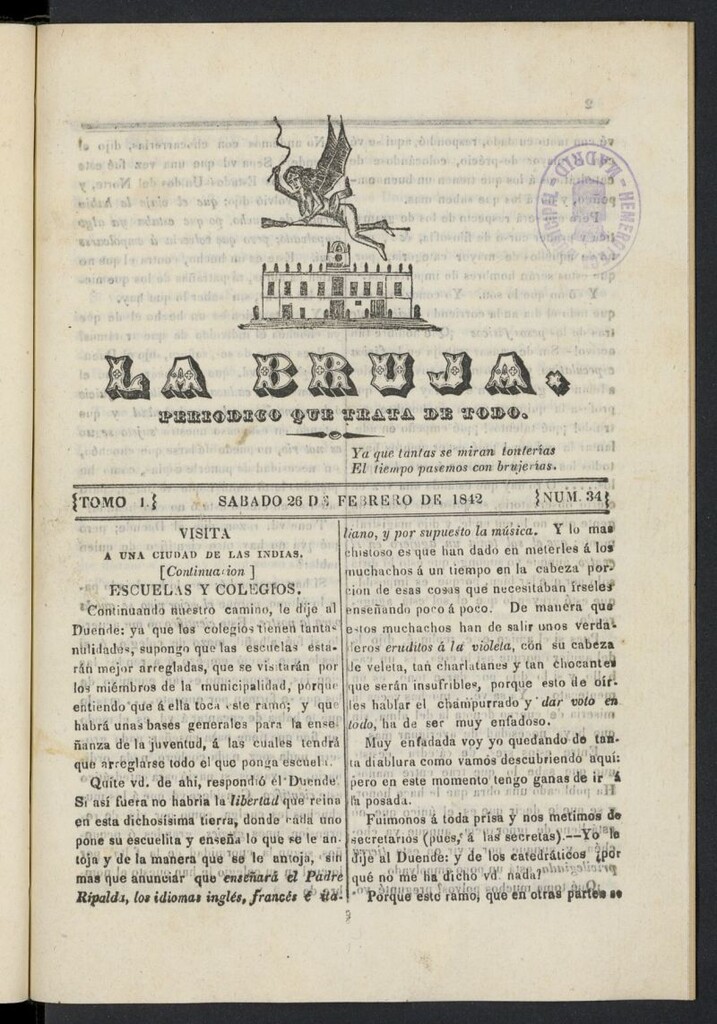 LA BRUJA.
PERIODICO QUE TRATA DE TODO.
Ya que tantas se miran tonterias
El tiempo pasemos con brujerias.
TOMO 1. SABADO 26 DE FEBRERO DE 1842 NUM. 34
VISITA
A UNA CIUDAD DE LAS INDIAS.
[Continuacion ]
ESCUELAS Y COLEGIOS.
Continuando nuestro camino, le dije al
Duende: ya que los colegios tienen tantas
nulidades, supongo que las escuelas esta-
rán mejor arregladas, que se visitarán por
los miémbros de la municipalidad, porque
entiendo que á ella toca este ramo; y que
habrá unas bases generales para la ense-
ñanza de la juventud, á las cuales tendrá
que arreglarse todo el que ponga escuela.
Quite vd. de ahi, respondió el Duende.
Si así fuera no habria la libertad que reina
en esta dichosísima tierra, donde cada uno
pone su escuelita y enseña lo que se le an-
toja y de la manera que se le antoja, sin
mas que anunciar que enseñará el Padre
Ripalda, los idiomas inglés, francés é ita-
liano, y por supuesto la música. Y lo mas
chistoso es que han dado en meterles á los
muchachos á un tiempo en la cabeza por-
cion de esas cosas que necesitaban írseles
enseñando poco á poco. De manera que
estos muchachos han de salir unos verda-
deros eruditos á la violeta, con su cabeza
de veleta, tan charlatanes y tan chocantes
que serán insufribles, porque esto de oir-
les hablar el champurrado y dar voto en
todo, ha de ser muy enfadoso.
Muy enfadada voy yo quedando de tan-
ta diablura como vamos descubriendo aquí:
pero en este momento tengo ganas de ir á
la posada.
Fuimonos á toda prisa y nos metimos de
secretarios (pues, á las secretas).—Yo le
dije al Duende: y de los catedráticos ¿por
qué no me ha dicho vd. nada?
Porque este ramo, que en otras partes se
HEMERO
MADRID